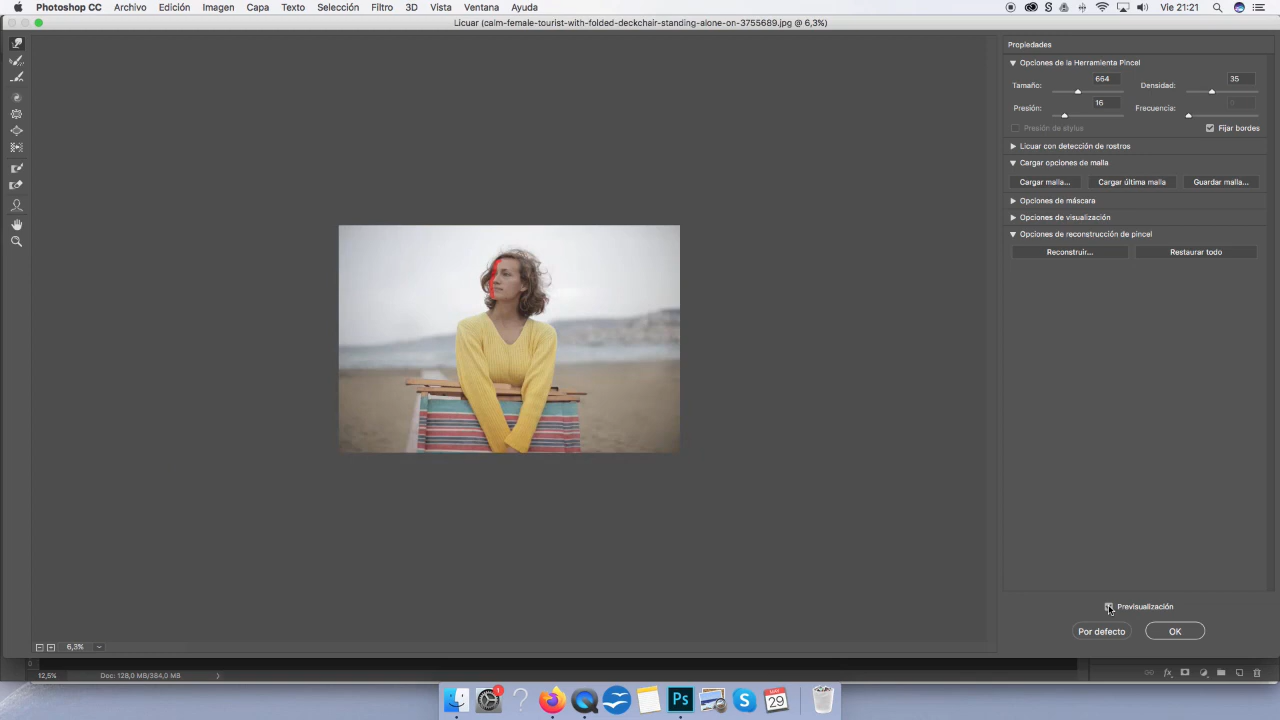 Photoshop CC Archivo Edición Imagen Capa Texto Selección Filtro 3D Vista Ventana Ayuda Vie 21:21
Licuar (calm-female-tourist-with-folded-deckchair-standing-alone-on-3755689.jpg @ 6,3%)
Propiedades
Opciones de la Herramienta Pincel
Tamaño: 664 Densidad: 35
Presión: 16 Frecuencia: 0
Presión de stylus Fijar bordes
Licuar con detección de rostros
Cargar opciones de malla
Cargar malla... Cargar última malla Guardar malla...
Opciones de máscara
Opciones de visualización
Opciones de reconstrucción de pincel
Reconstruir... Restaurar todo
Previsualización
Por defecto OK
6,3%
12,5% Doc: 128,0 MB/384,0 MB
fx
1
Ps
29